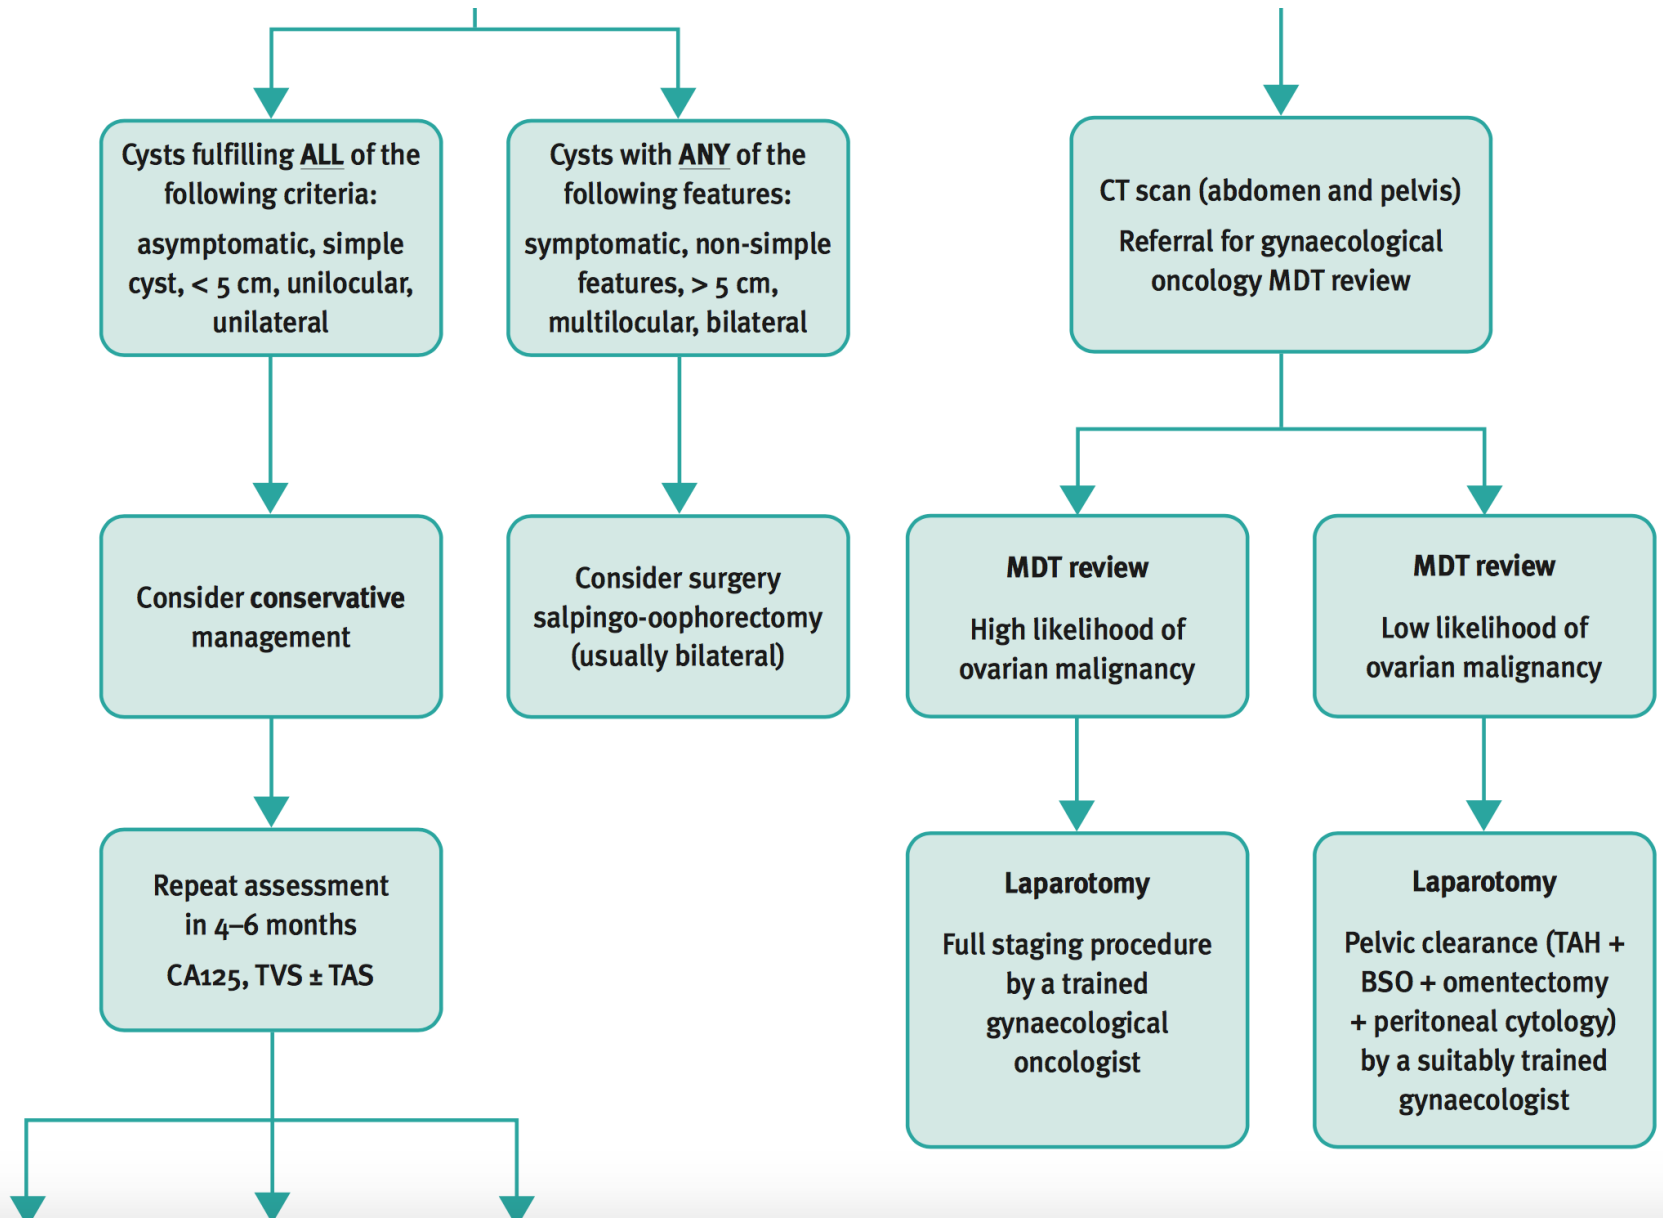 Cysts fulfilling ALL of the
following criteria:
asymptomatic, simple
cyst, < 5 cm, unilocular,
unilateral
Cysts with ANY of the
following features:
symptomatic, non-simple
features, > 5 cm,
multilocular, bilateral
CT scan (abdomen and pelvis)
Referral for gynaecological
oncology MDT review
Consider conservative
management
Consider surgery
salpingo-oophorectomy
(usually bilateral)
MDT review
High likelihood of
ovarian malignancy
MDT review
Low likelihood of
ovarian malignancy
Repeat assessment
in 4–6 months
CA125, TVS ± TAS
Laparotomy
Full staging procedure
by a trained
gynaecological
oncologist
Laparotomy
Pelvic clearance (TAH +
BSO + omentectomy
+ peritoneal cytology)
by a suitably trained
gynaecologist